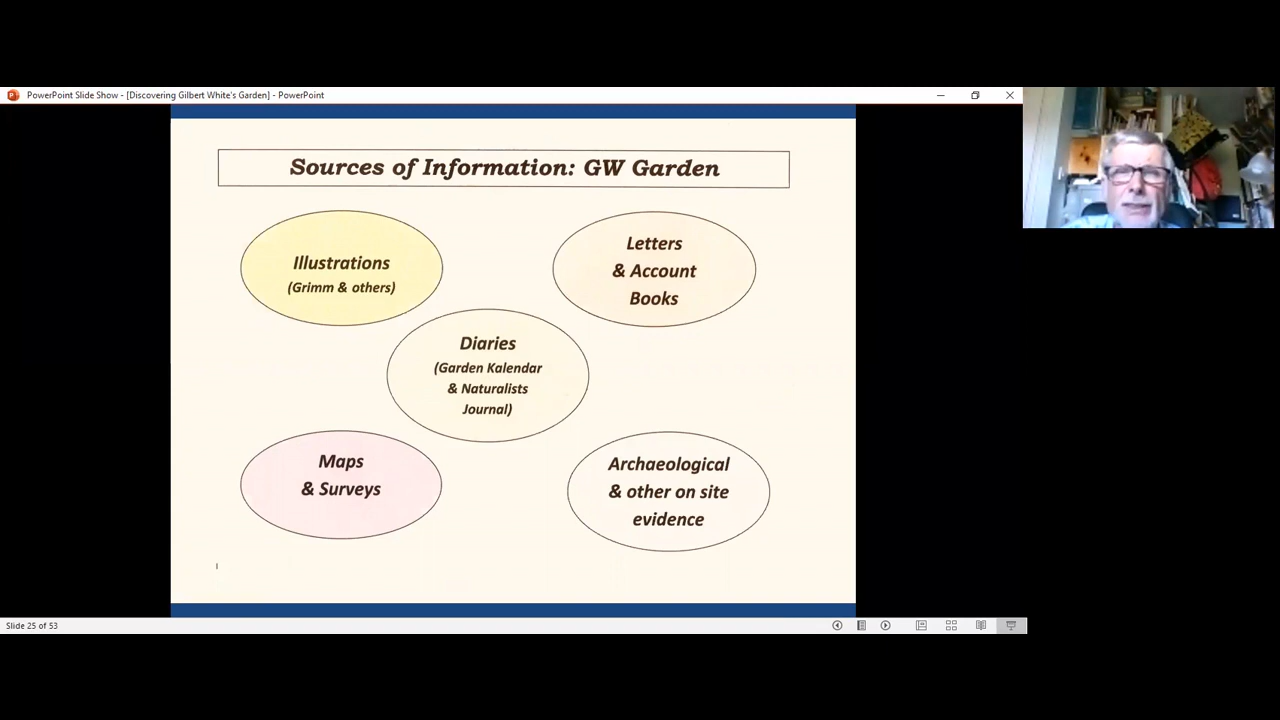 PowerPoint Slide Show - [Discovering Gilbert White's Garden] - PowerPoint
Sources of Information: GW Garden
Illustrations
(Grimm & others)
Letters
& Account
Books
Diaries
(Garden Kalendar
& Naturalists
Journal)
Maps
& Surveys
Archaeological
& other on site
evidence
Slide 25 of 53